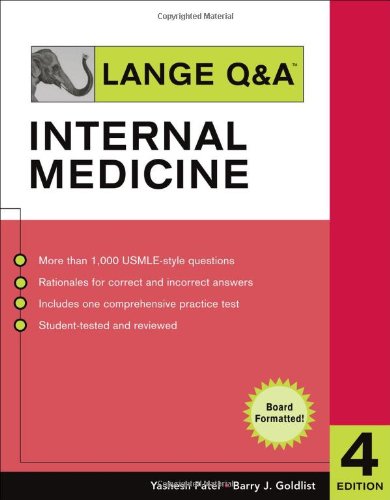 Copyrighted Material
LANGE Q&A™
INTERNAL
MEDICINE
More than 1,000 USMLE-style questions
Rationales for correct and incorrect answers
Includes one comprehensive practice test
Student-tested and reviewed
Board
Formatted!
4
EDITION
Yashesh Patel • Barry J. Goldlist